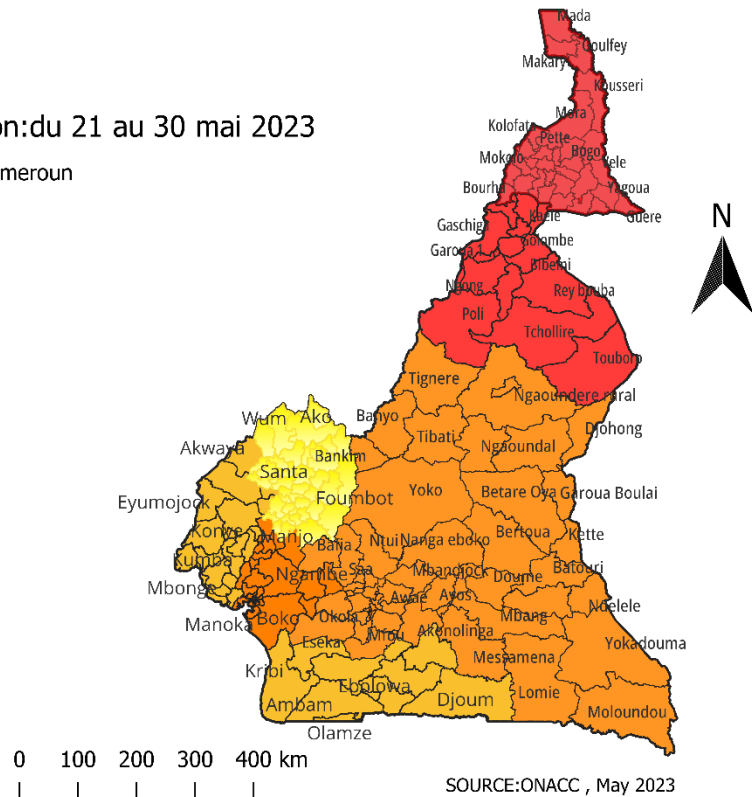 Mada
Goulfey
Makary
Kousseri
Mora
Kolofata
on:du 21 au 30 mai 2023
Pette
Bogo
Mokolo
Yele
meroun
Bourha
Yagoua
Guere
Kaele
N
Gaschiga
Golombe
Garoua 1
Bibemi
Ngong
Rey bouba
Poli
Tchollire
Touboro
Tignere
Ngaoundere rural
Wum
Ako
Banyo
Djohong
Tibati
Akwaya
Ngaoundal
Bankim
Santa
Yoko
Betare Oya
Garoua Boulai
Eyumojock
Foumbot
Konye
Manjo
Bafia
Ntui
Nanga eboko
Bertoua
Kette
Kumba
Ngambe
Saa
Mbandjock
Doume
Batouri
Mbonge
Awae
Ayos
Ndelele
Manoka
Boko
Okola
Mbang
Mfou
Akonolinga
Eseka
Yokadouma
Messamena
Kribi
Ebolowa
Lomie
Ambam
Djoum
Moloundou
Olamze
0 100 200 300 400 km
SOURCE:ONACC , May 2023